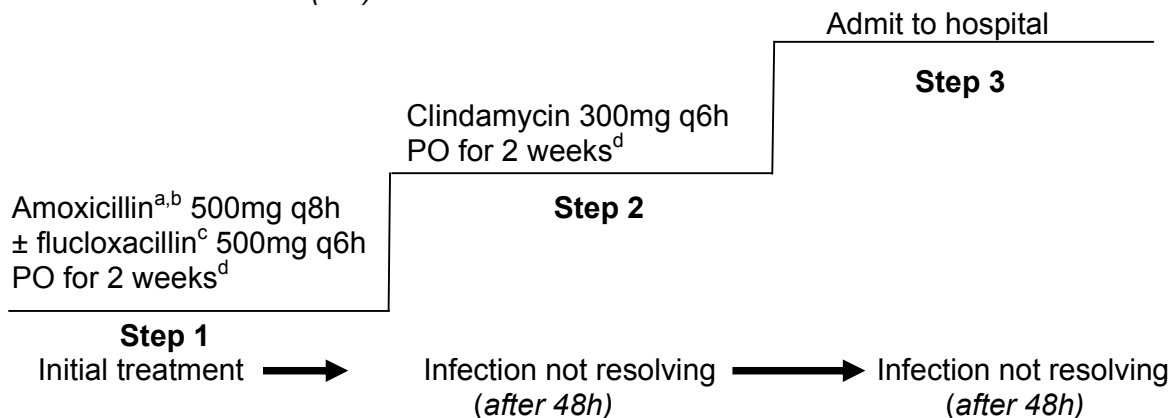 Admit to hospital
Step 3
Clindamycin 300mg q6h
PO for 2 weeksᵈ
Step 2
Amoxicillinᵃ,ᵇ 500mg q8h
± flucloxacillinᶜ 500mg q6h
PO for 2 weeksᵈ
Step 1
Initial treatment
Infection not resolving
(after 48h)
Infection not resolving
(after 48h)